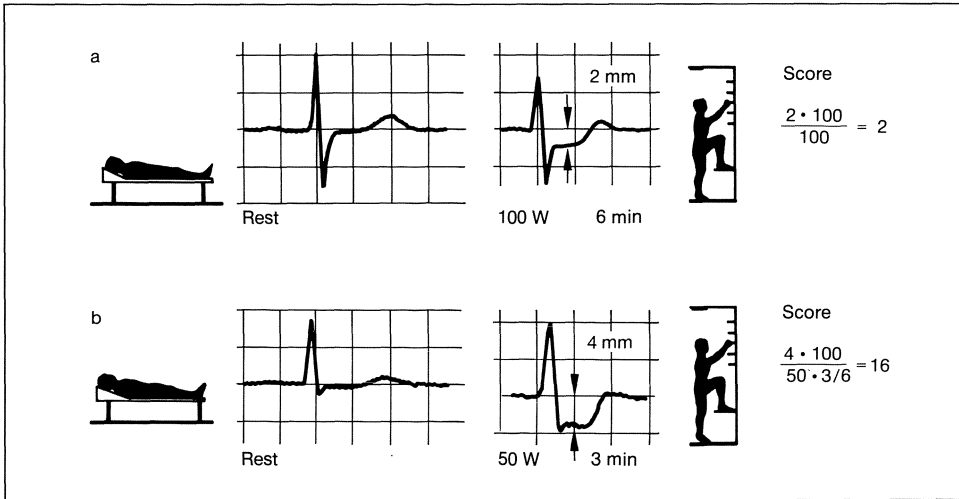 a
2 mm
Score
2 • 100
100
= 2
Rest
100 W
6 min
b
4 mm
Score
4 • 100
50 • 3/6
= 16
Rest
50 W
3 min